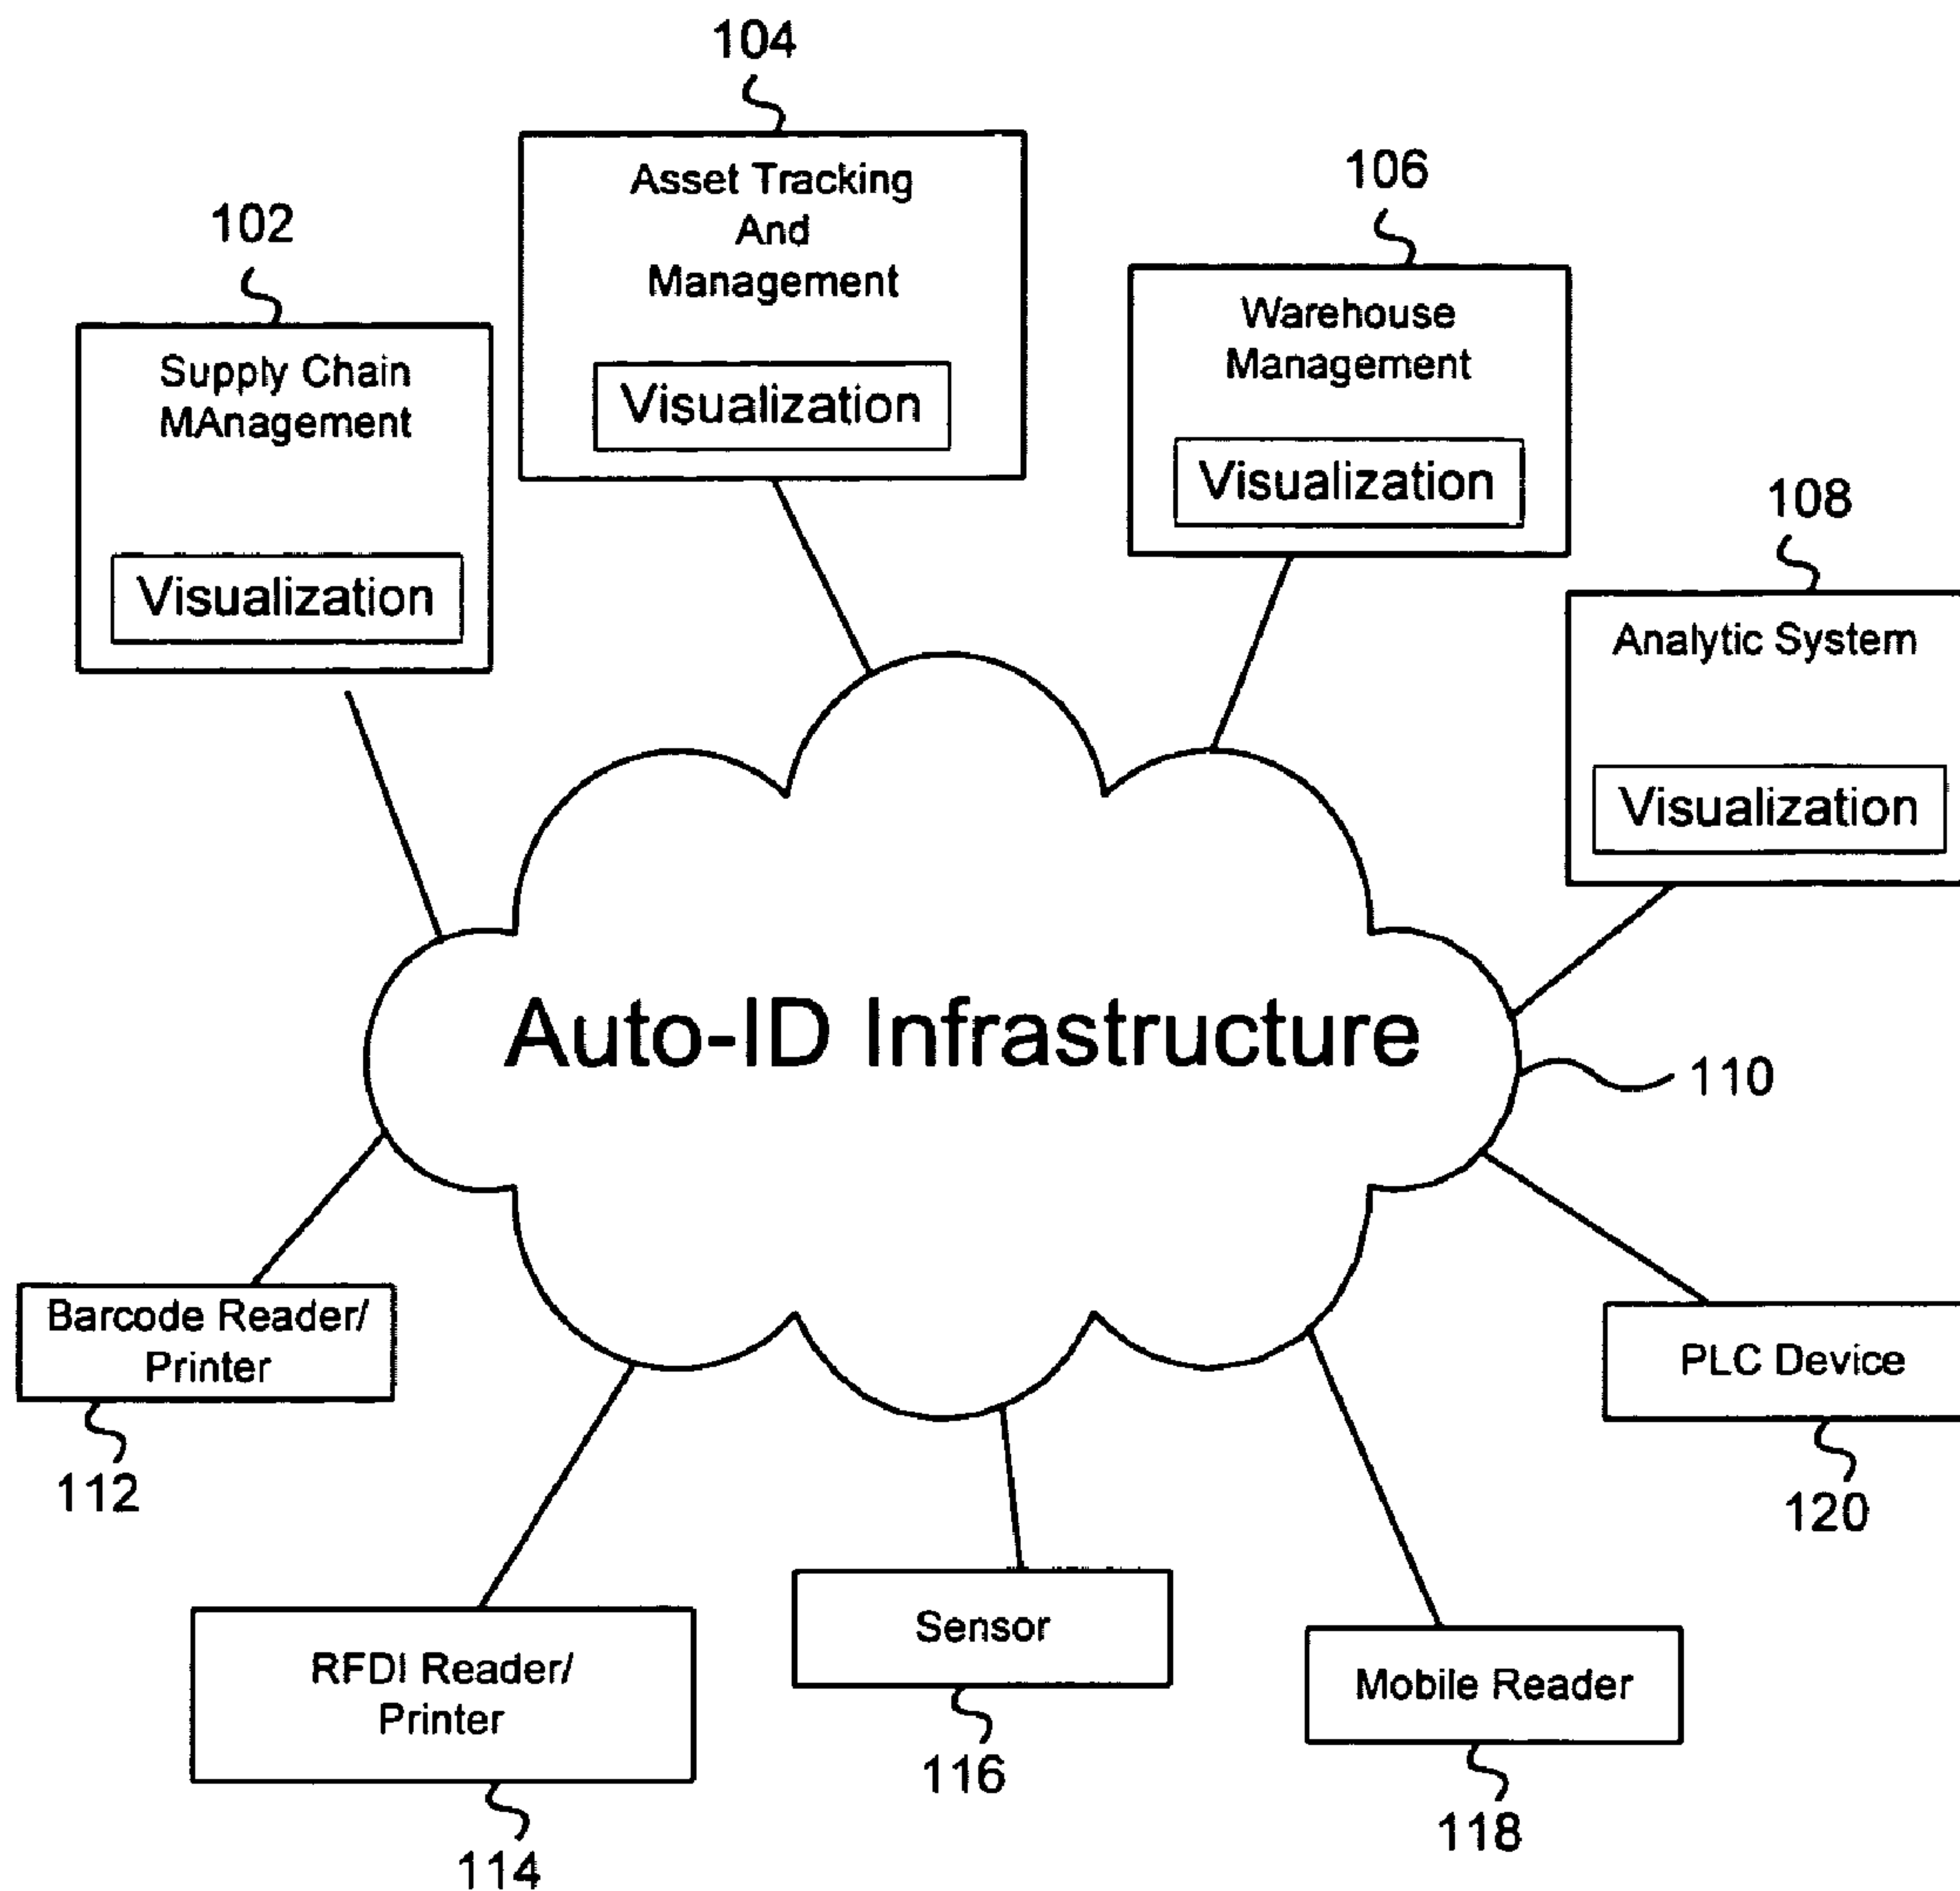 104
Asset Tracking
And
Management
Visualization
106
Warehouse
Management
Visualization
102
Supply Chain
MAnagement
Visualization
108
Analytic System
Visualization
Auto-ID Infrastructure
110
Barcode Reader/
Printer
112
PLC Device
120
RFDI Reader/
Printer
114
Sensor
116
Mobile Reader
118